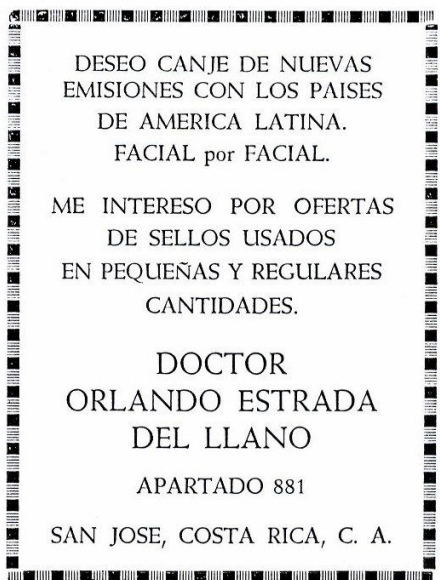 DESEO CANJE DE NUEVAS
EMISIONES CON LOS PAISES
DE AMERICA LATINA.
FACIAL por FACIAL.
ME INTERESO POR OFERTAS
DE SELLOS USADOS
EN PEQUEÑAS Y REGULARES
CANTIDADES.
DOCTOR
ORLANDO ESTRADA
DEL LLANO
APARTADO 881
SAN JOSE, COSTA RICA, C. A.